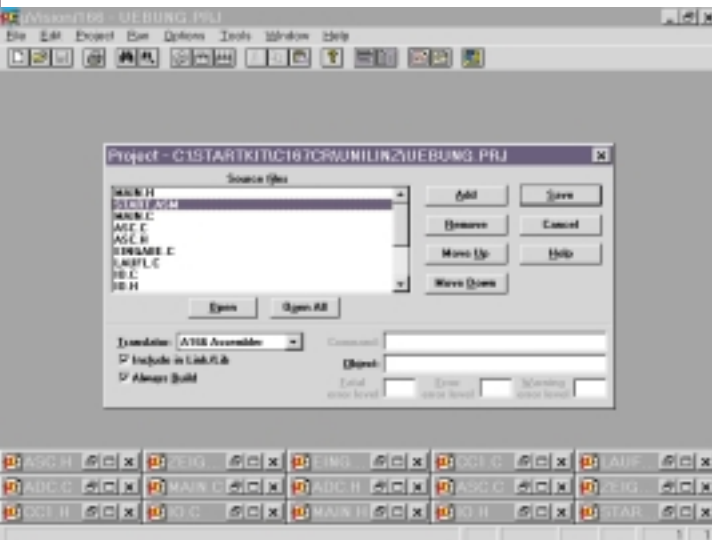 µVision/166 - UEBUNG.PRJ
File Edit Project Run Options Tools Window Help
Project - C:\STARTKIT\C167CR\UNILINZ\UEBUNG.PRJ
Source files
MAIN.H
START.ASM
MAIN.C
ASC.C
ASC.H
EINGABE.C
LAUFL.C
IO.C
IO.H
Add
Save
Remove
Cancel
Move Up
Help
Move Down
Open
Open All
Translator: A166 Assembler
Command:
Include in Link/Lib
Object:
Always Build
Fatal error level
Error error level
Warning error level
ASC.H ZEIG... EING... CC1.C LAUF...
ADC.C MAIN.C ADC.H ASC.C ZEIG...
CC1.H IO.C MAIN.H IO.H STAR...
1 1